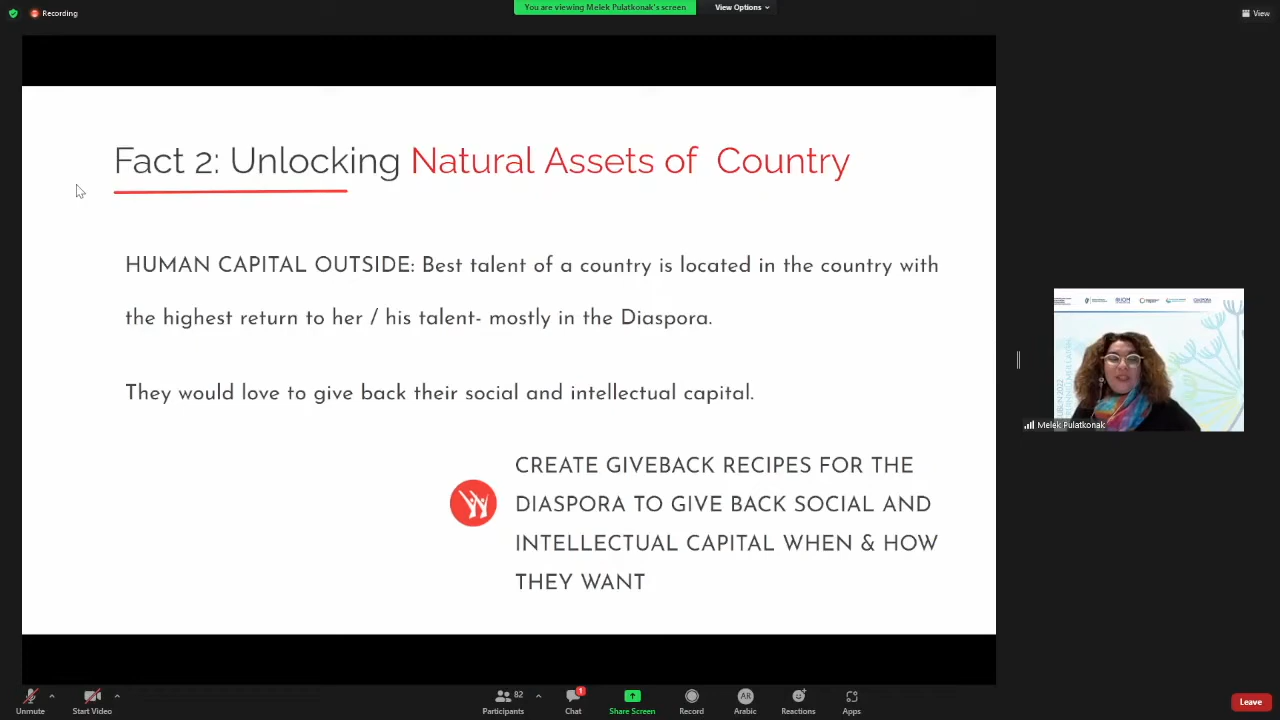 Recording
You are viewing Melek Pulatkonak's screen
View Options
View
Fact 2: Unlocking Natural Assets of Country
HUMAN CAPITAL OUTSIDE: Best talent of a country is located in the country with
the highest return to her / his talent- mostly in the Diaspora.
They would love to give back their social and intellectual capital.
CREATE GIVEBACK RECIPES FOR THE
DIASPORA TO GIVE BACK SOCIAL AND
INTELLECTUAL CAPITAL WHEN & HOW
THEY WANT
Melek Pulatkonak
Unmute
Start Video
82
Participants
1
Chat
Share Screen
Record
AR
Arabic
Reactions
Apps
Leave